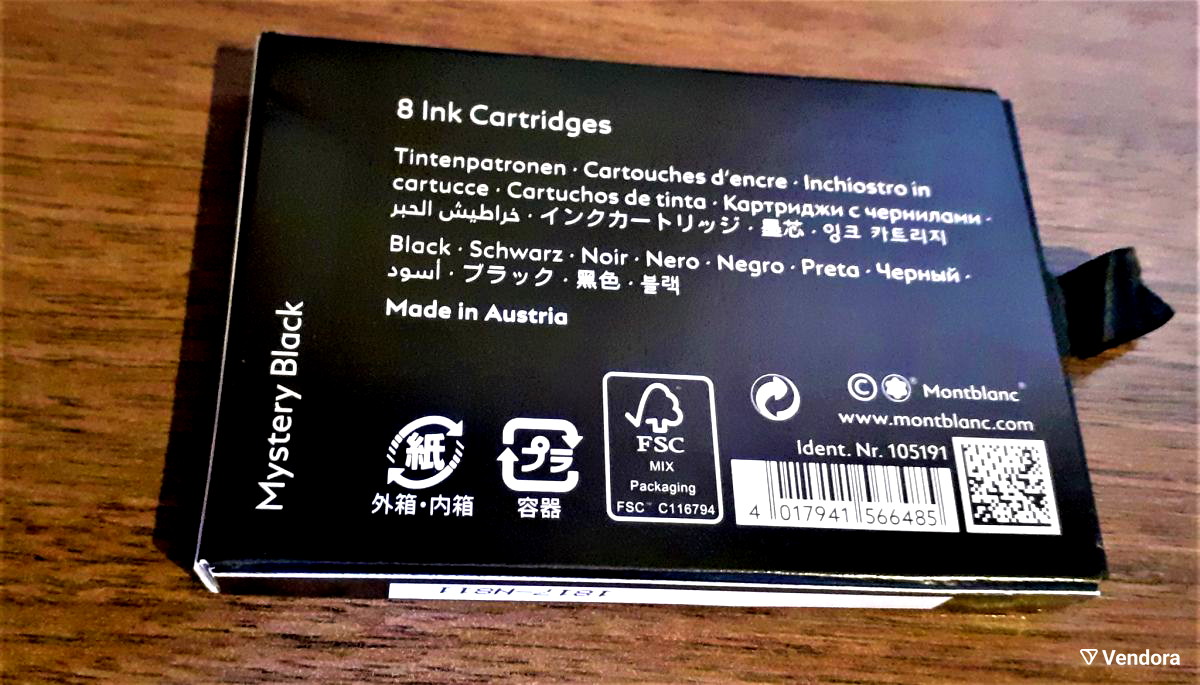 8 Ink Cartridges
Tintenpatronen · Cartouches d'encre · Inchiostro in
cartucce · Cartuchos de tinta · Картриджи с чернилами ·
خراطيش الحبر · インクカートリッジ · 墨芯 · 잉크 카트리지
Black · Schwarz · Noir · Nero · Negro · Preta · Черный ·
أسود · ブラック · 黑色 · 블랙
Made in Austria
Mystery Black
紙
外箱・内箱
プラ
容器
FSC
MIX
Packaging
FSC™ C116794
© Montblanc®
www.montblanc.com
Ident. Nr. 105191
4 017941 566485
1817-N811
Vendora